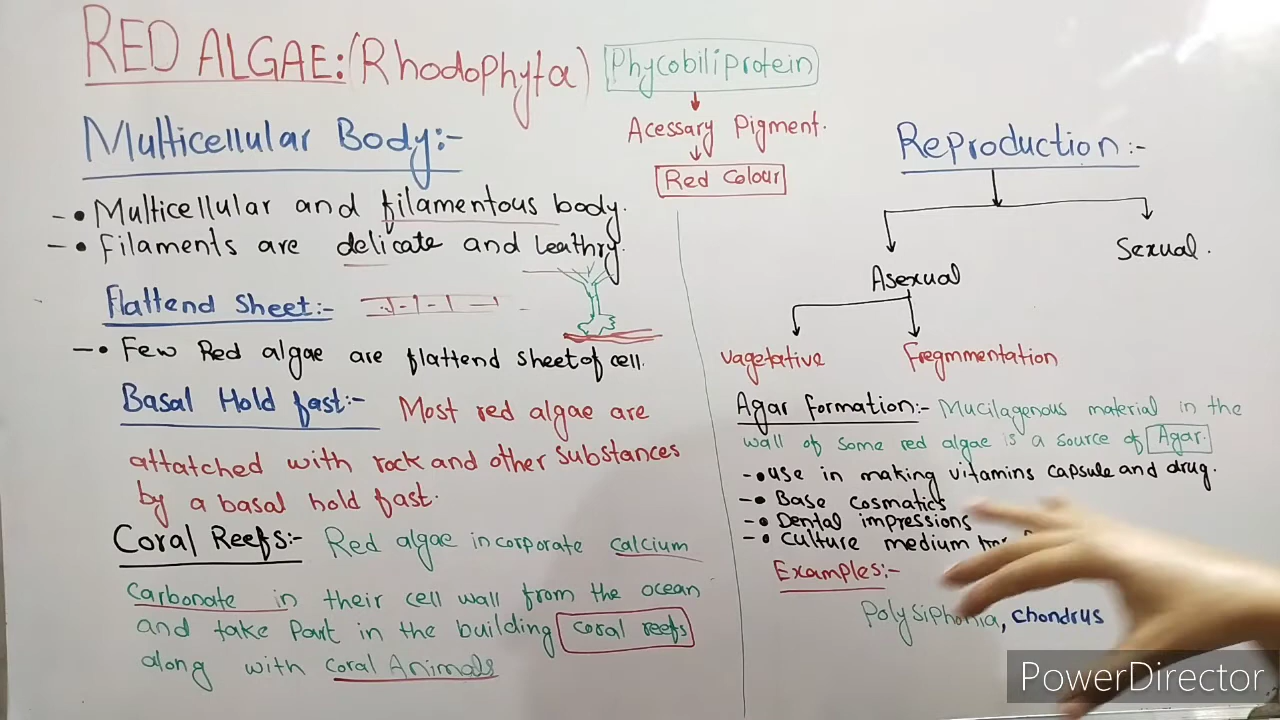 RED ALGAE: (Rhodophyta)
Phycobiliprotein
Acessary Pigment.
Red Colour
Multicellular Body:-
- • Multicellular and filamentous body.
- • Filaments are delicate and leathry.
Flattend Sheet:-
- • Few Red algae are flattend sheet of cell.
Basal Hold fast:- Most red algae are
attatched with rock and other substances
by a basal hold fast.
Coral Reefs:- Red algae incorporate calcium
Carbonate in their cell wall from the ocean
and take part in the building coral reefs
along with Coral Animals
Reproduction:-
Asexual
Sexual.
vagetative
Fregmmentation
Agar formation:- Mucilagenous material in the
wall of some red algae is a source of Agar.
- • use in making vitamins capsule and drug.
- • Base Cosmatics
- • Dental impressions
- • Culture medium
Examples:-
Polysiphonia, Chondrus
PowerDirector